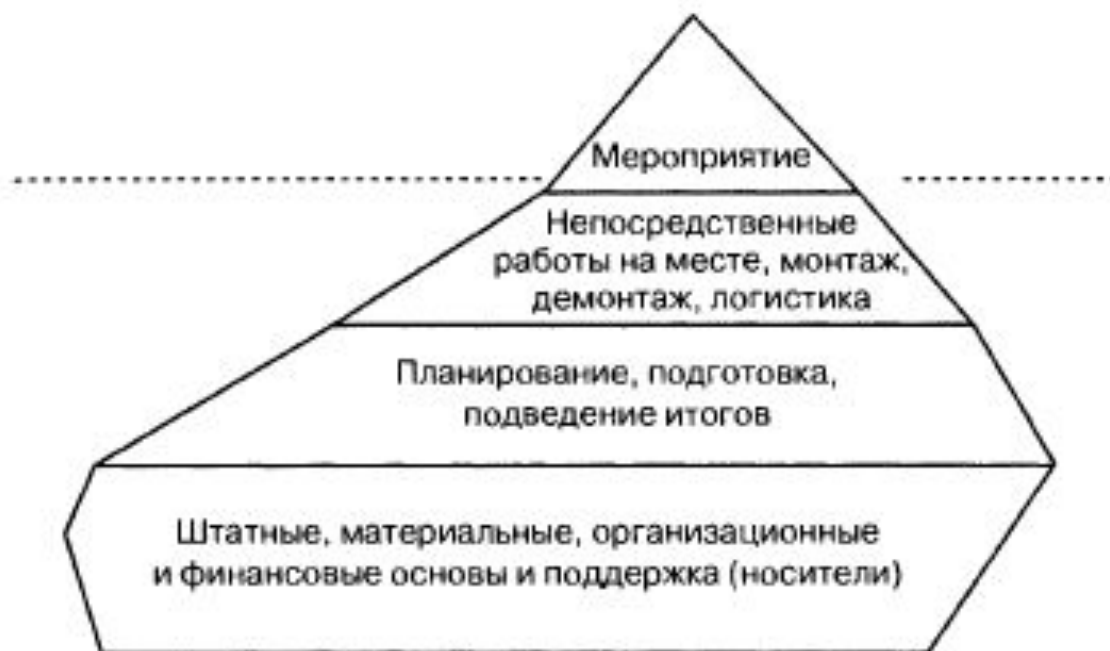 Мероприятие
Непосредственные
работы на месте, монтаж,
демонтаж, логистика
Планирование, подготовка,
подведение итогов
Штатные, материальные, организационные
и финансовые основы и поддержка (носители)